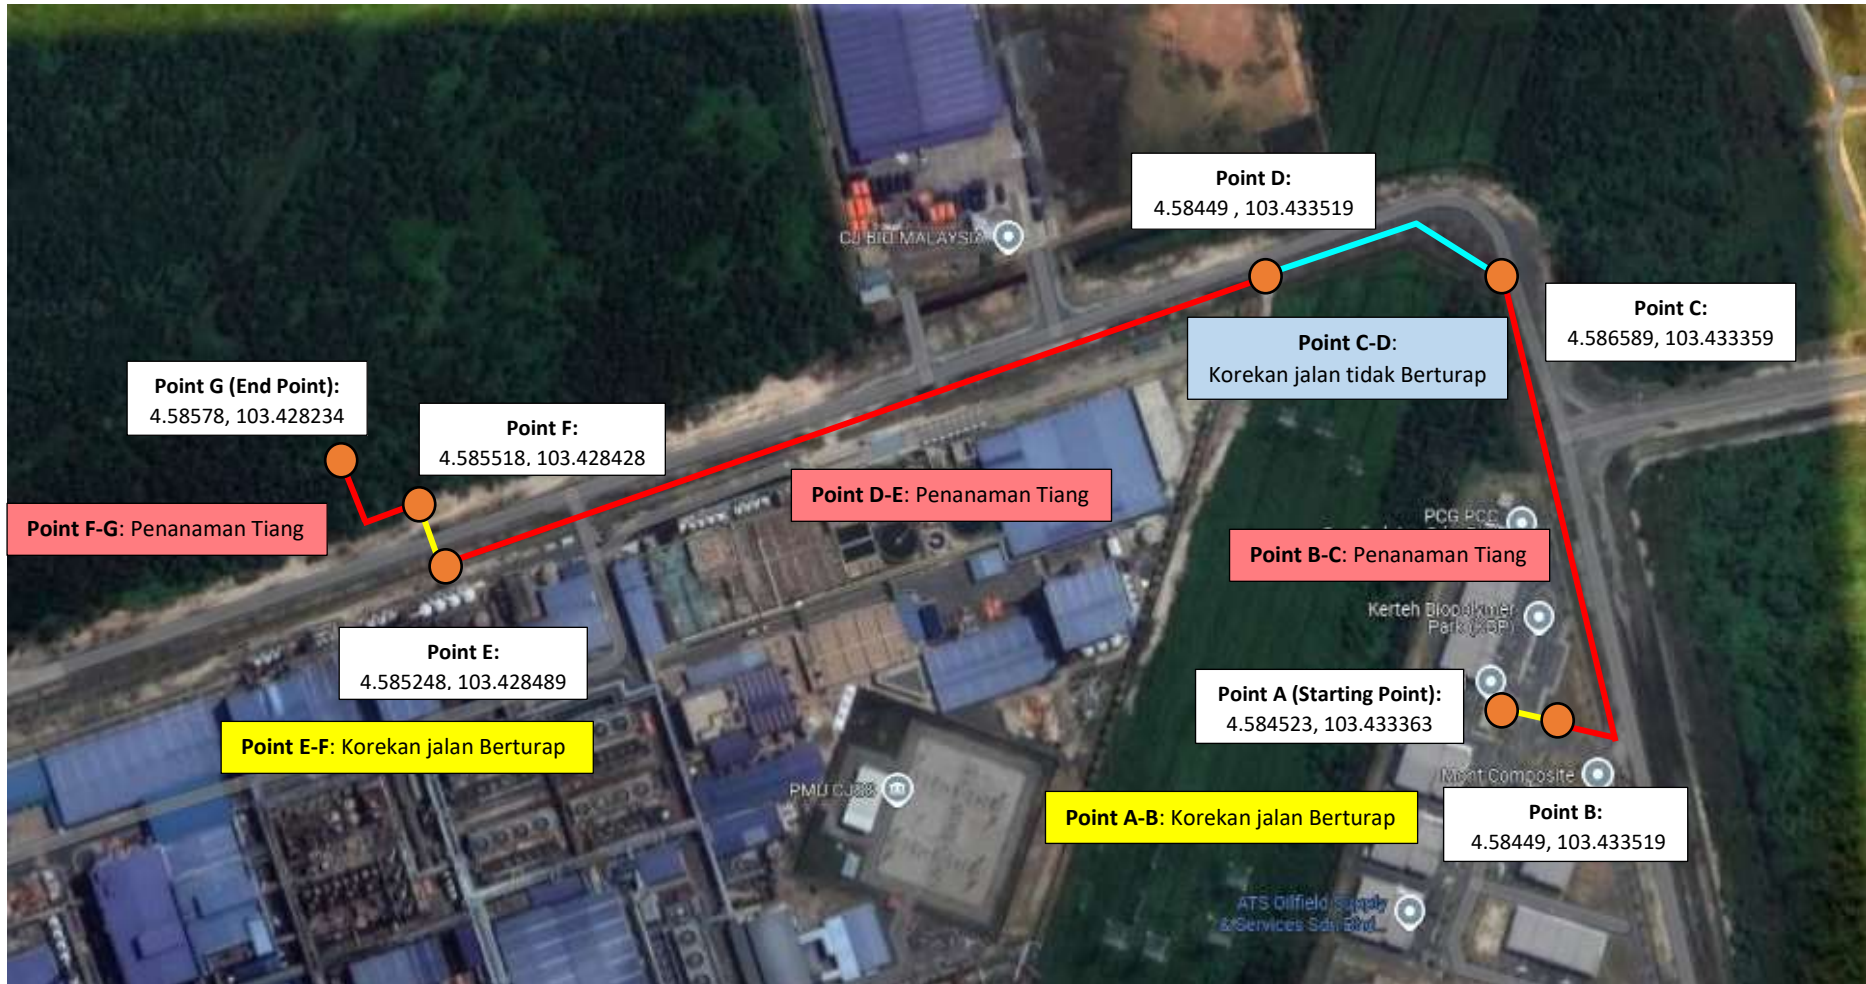 Point D:
4.58449 , 103.433519
CJ BIO MALAYSIA
Point C:
4.586589, 103.433359
Point C-D:
Korekan jalan tidak Berturap
Point G (End Point):
4.58578, 103.428234
Point F:
4.585518, 103.428428
Point D-E: Penanaman Tiang
Point F-G: Penanaman Tiang
PCG PCC
Point B-C: Penanaman Tiang
Kerteh Biopolymer
Park (KBP)
Point E:
4.585248, 103.428489
Point A (Starting Point):
4.584523, 103.433363
Point E-F: Korekan jalan Berturap
Mont Composite
PMU CJSB
Point A-B: Korekan jalan Berturap
Point B:
4.58449, 103.433519
ATS Oilfield Supply
& Services Sdn Bhd